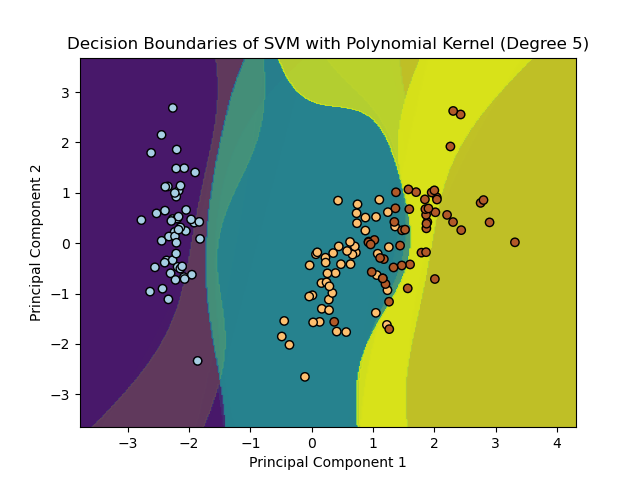 Decision Boundaries of SVM with Polynomial Kernel (Degree 5)
3
2
1
0
−1
−2
−3
Principal Component 2
−3 −2 −1 0 1 2 3 4
Principal Component 1